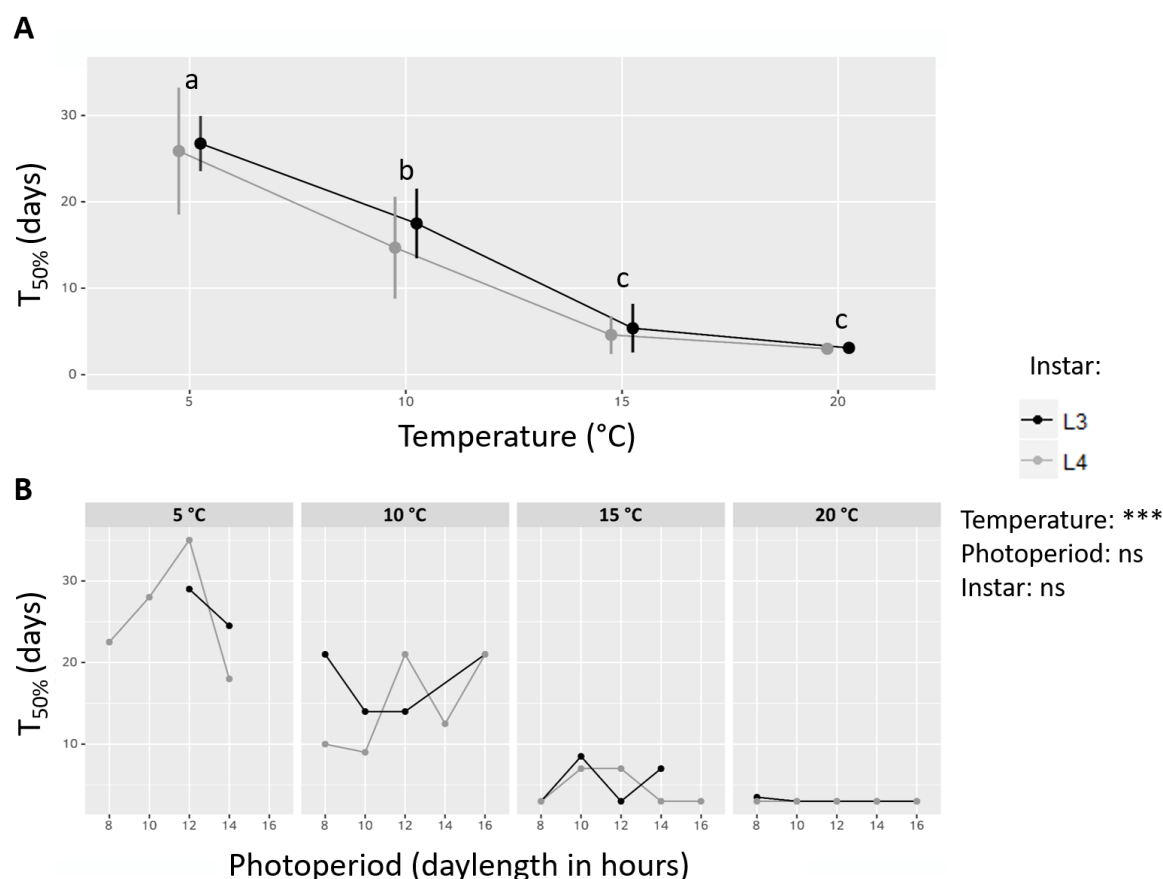 A
a
b
c
c
30
20
10
0
T50% (days)
5 10 15 20
Temperature (°C)
Instar:
L3
L4
B
5 °C 10 °C 15 °C 20 °C
Temperature: ***
Photoperiod: ns
Instar: ns
30
20
10
T50% (days)
8 10 12 14 16 8 10 12 14 16 8 10 12 14 16 8 10 12 14 16
Photoperiod (daylength in hours)